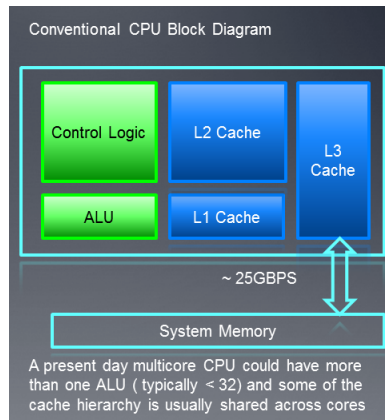 Conventional CPU Block Diagram
Control Logic
L2 Cache
L3
Cache
ALU
L1 Cache
~ 25GBPS
System Memory
A present day multicore CPU could have more
than one ALU ( typically < 32) and some of the
cache hierarchy is usually shared across cores